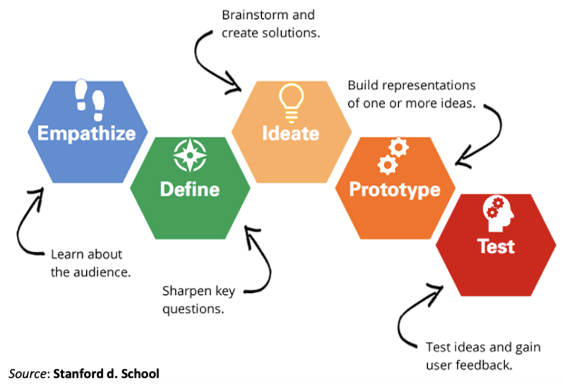 Brainstorm and
create solutions.
Empathize
Define
Ideate
Prototype
Test
Build representations
of one or more ideas.
Learn about
the audience.
Sharpen key
questions.
Test ideas and gain
user feedback.
Source: Stanford d. School